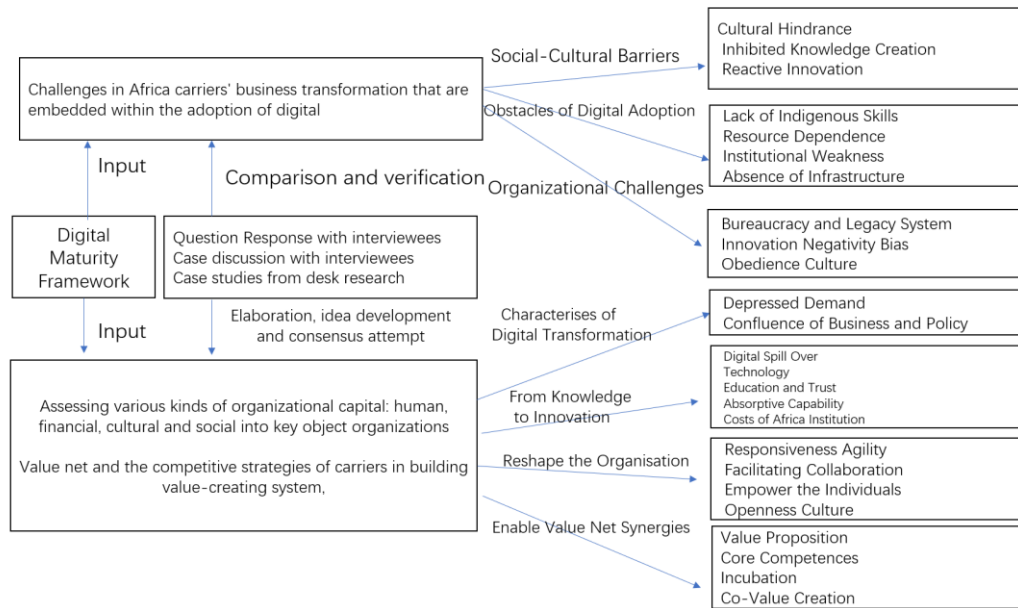 Challenges in Africa carriers' business transformation that are
embedded within the adoption of digital
Input
Comparison and verification
Digital
Maturity
Framework
Question Response with interviewees
Case discussion with interviewees
Case studies from desk research
Input
Elaboration, idea development
and consensus attempt
Assessing various kinds of organizational capital: human,
financial, cultural and social into key object organizations
Value net and the competitive strategies of carriers in building
value-creating system,
Social-Cultural Barriers
Cultural Hindrance
Inhibited Knowledge Creation
Reactive Innovation
Obstacles of Digital Adoption
Lack of Indigenous Skills
Resource Dependence
Institutional Weakness
Absence of Infrastructure
Organizational Challenges
Bureaucracy and Legacy System
Innovation Negativity Bias
Obedience Culture
Characterises of
Digital Transformation
Depressed Demand
Confluence of Business and Policy
From Knowledge
to Innovation
Digital Spill Over
Technology
Education and Trust
Absorptive Capability
Costs of Africa Institution
Reshape the Organisation
Responsiveness Agility
Facilitating Collaboration
Empower the Individuals
Openness Culture
Enable Value Net Synergies
Value Proposition
Core Competences
Incubation
Co-Value Creation